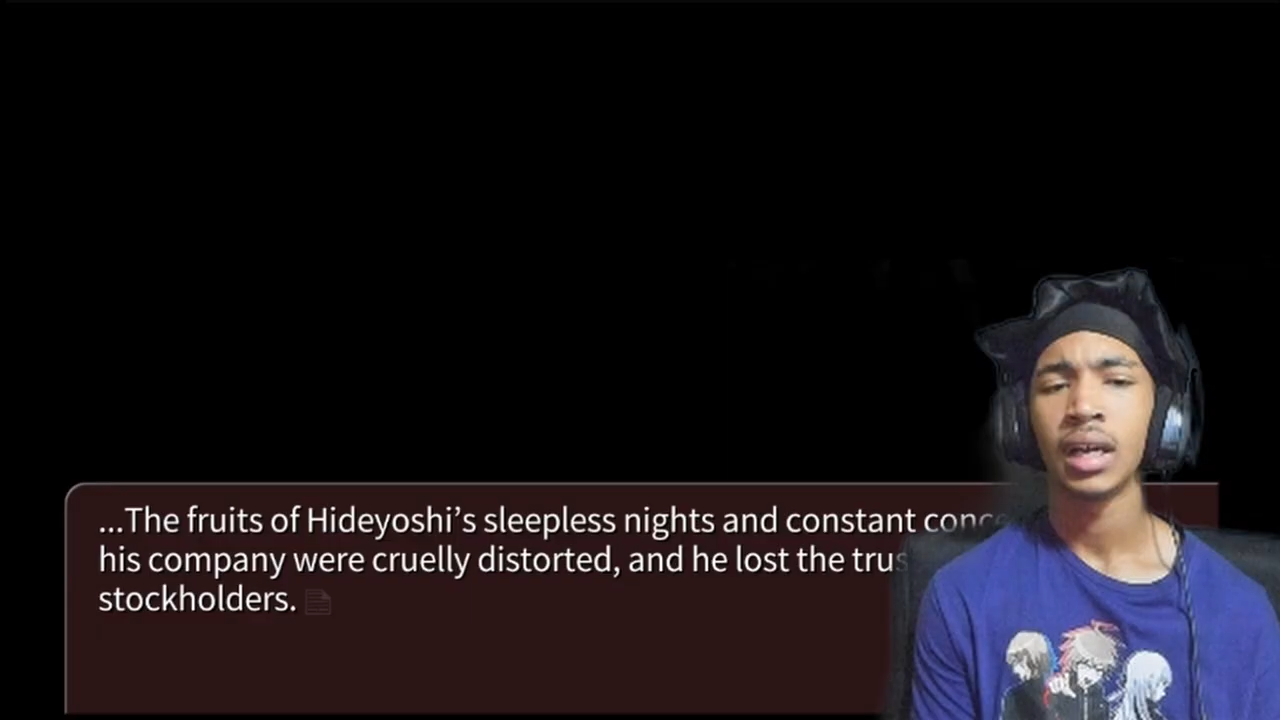 ...The fruits of Hideyoshi’s sleepless nights and constant
his company were cruelly distorted, and he lost the
stockholders.